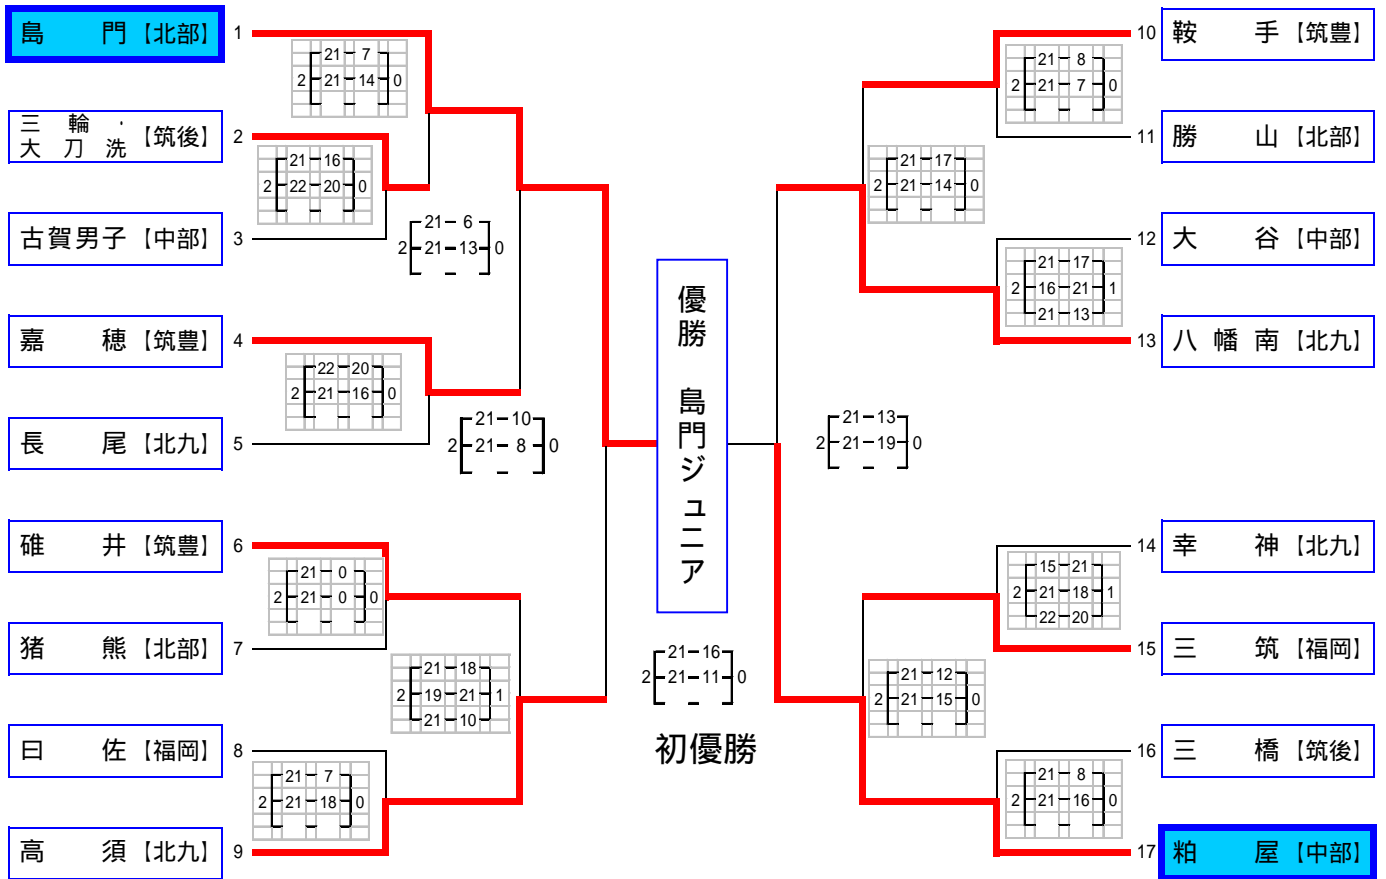 島門【北部】 1
21 7
2 21 14 0
三輪・大刀洗【筑後】 2
21 16
2 22 20 0
古賀男子【中部】 3
21 6
2 21 13 0
嘉穂【筑豊】 4
22 20
2 21 16 0
長尾【北九】 5
21 10
2 21 8 0
碓井【筑豊】 6
21 0
2 21 0 0
猪熊【北部】 7
21 18
2 19 21 1
21 10
曰佐【福岡】 8
21 7
2 21 18 0
高須【北九】 9
優勝 島門ジュニア
21 16
2 21 11 0
初優勝
10 鞍手【筑豊】
21 8
2 21 7 0
11 勝山【北部】
21 17
2 21 14 0
12 大谷【中部】
21 17
2 16 21 1
21 13
13 八幡南【北九】
21 13
2 21 19 0
14 幸神【北九】
15 21
2 21 18 1
22 20
15 三筑【福岡】
21 12
2 21 15 0
16 三橋【筑後】
21 8
2 21 16 0
17 粕屋【中部】